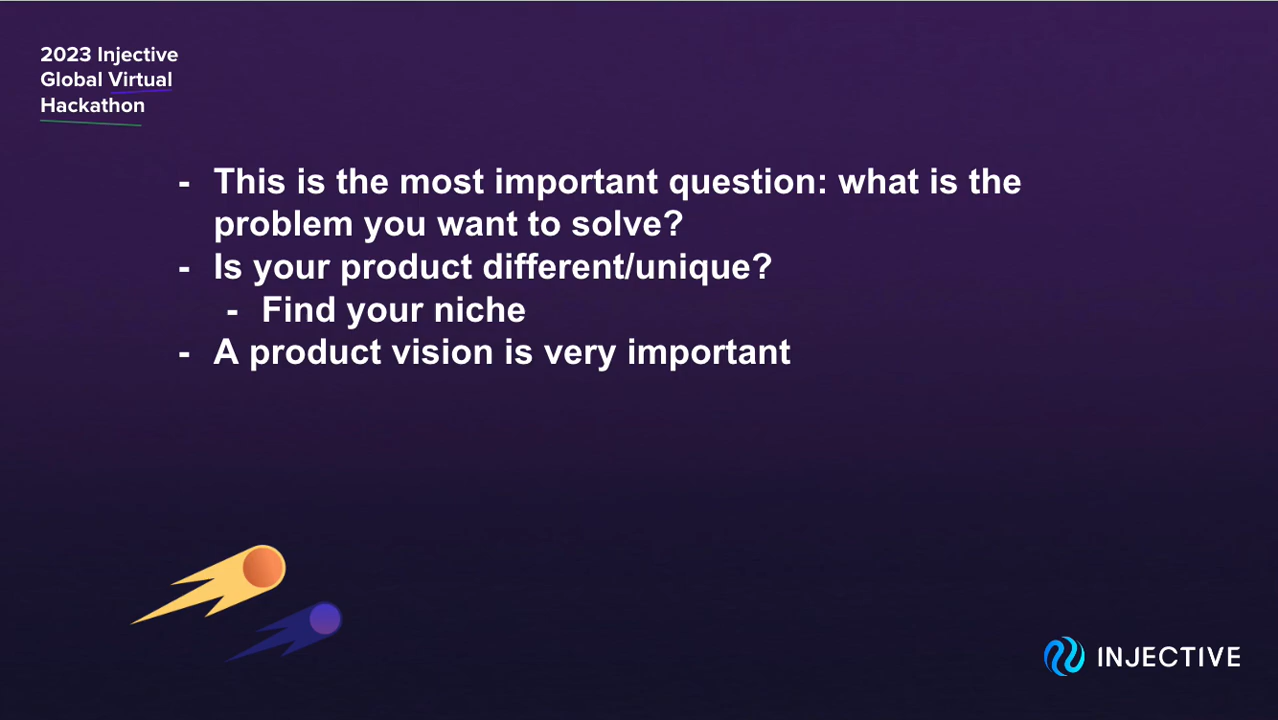 2023 Injective
Global Virtual
Hackathon
- This is the most important question: what is the
problem you want to solve?
- Is your product different/unique?
- Find your niche
- A product vision is very important
INJECTIVE